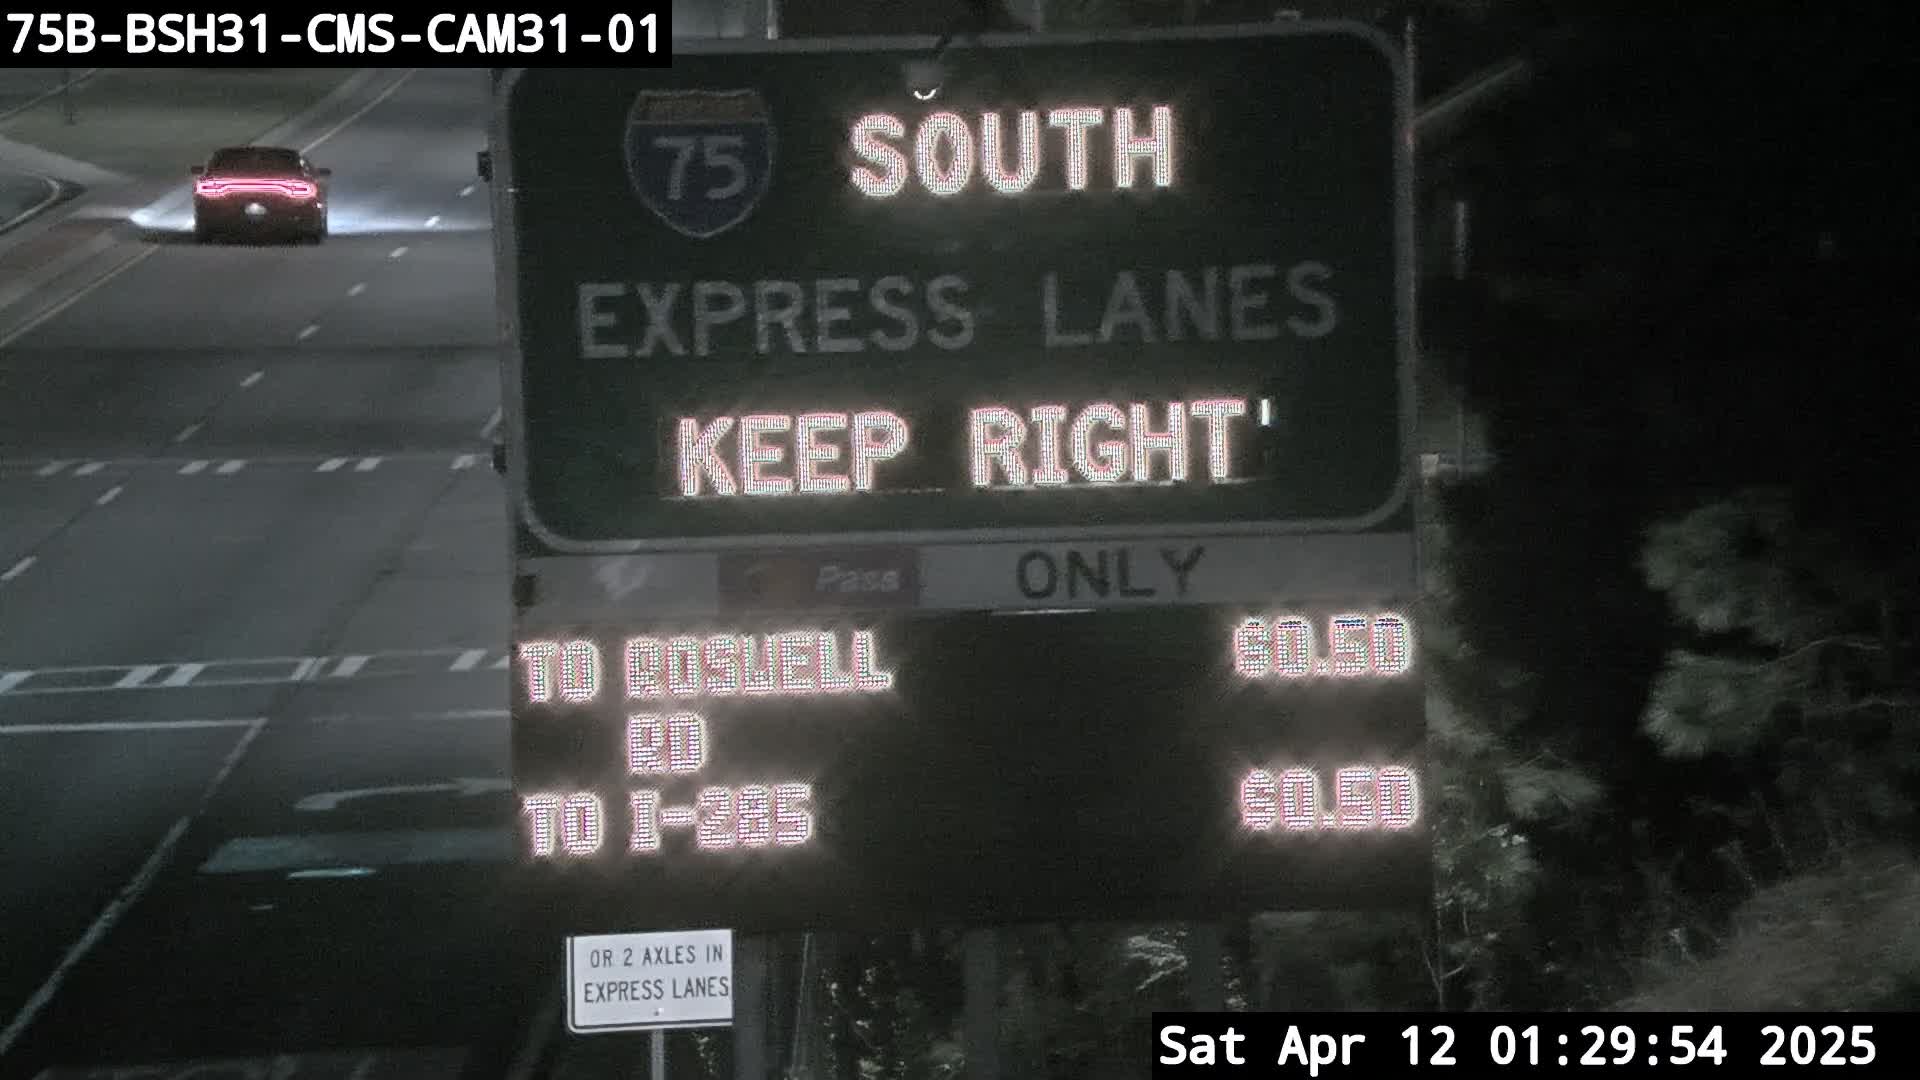 75B-BSH31-CMS-CAM31-01
75 SOUTH
EXPRESS LANES
KEEP RIGHT'
Pass ONLY
TO ROSWELL $0.50
RD
TO I-285 $0.50
OR 2 AXLES IN
EXPRESS LANES
Sat Apr 12 01:29:54 2025